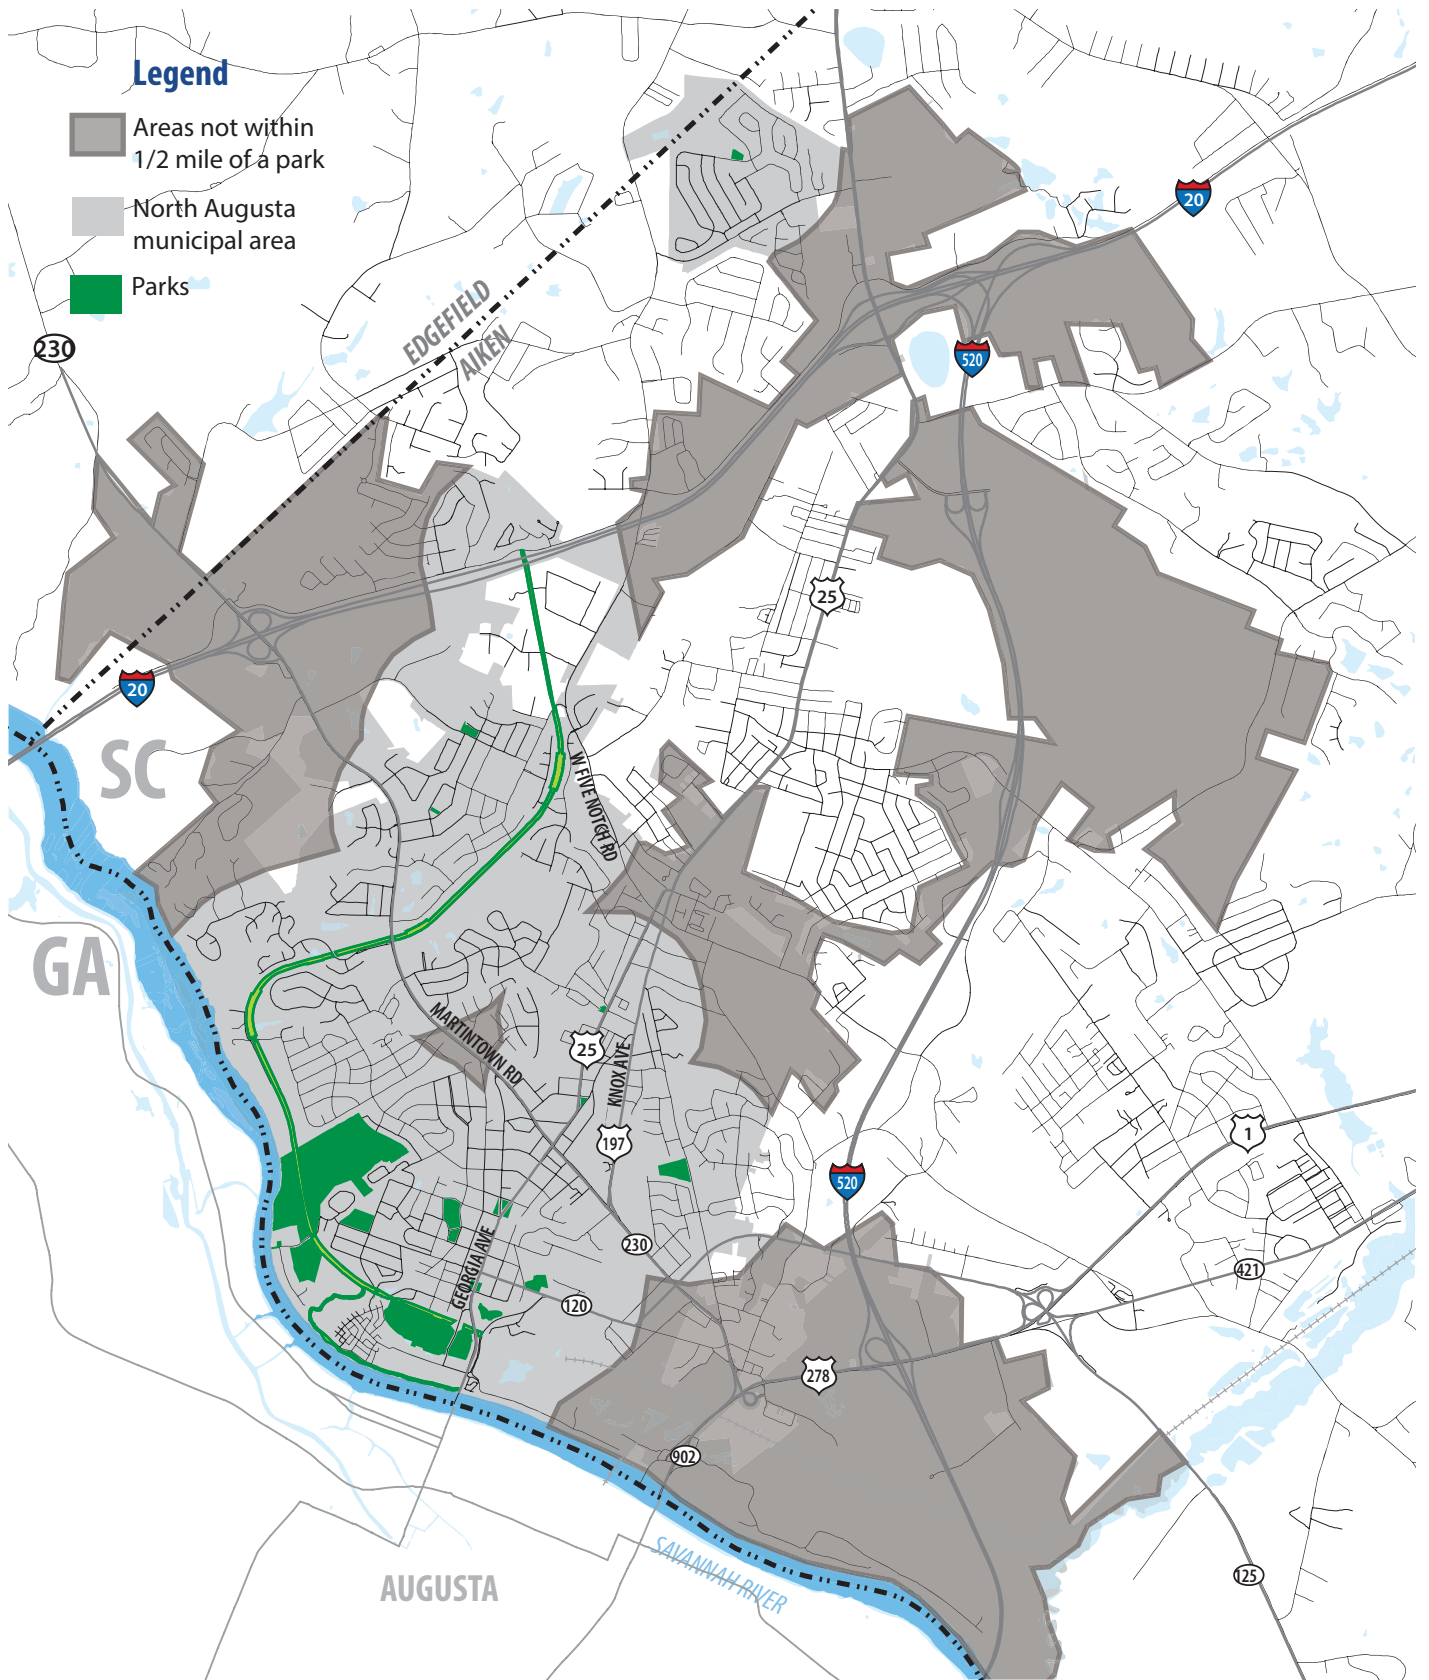 Legend
Areas not within
1/2 mile of a park
North Augusta
municipal area
Parks
20
230
EDGEFIELD
AIKEN
520
25
20
SC
W FIVE NOTCH RD
GA
MARTINTOWN RD
25
KNOX AVE
197
1
520
230
GEORGIA AVE
421
120
278
902
SAVANNAH RIVER
AUGUSTA
125